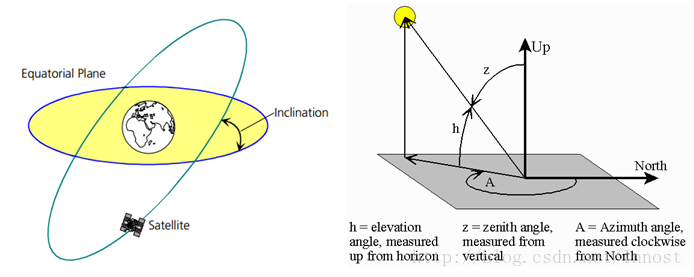 Equatorial Plane
Inclination
Satellite
Up
z
h
North
A
h = elevation
angle, measured
up from horizon
z = zenith angle,
measured from
vertical
A = Azimuth angle,
measured clockwise
from North